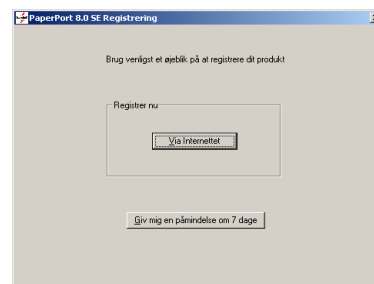 PaperPort 8.0 SE Registrering
Brug venligst et øjeblik på at registrere dit produkt
Registrer nu
Via Internettet
Giv mig en påmindelse om 7 dage